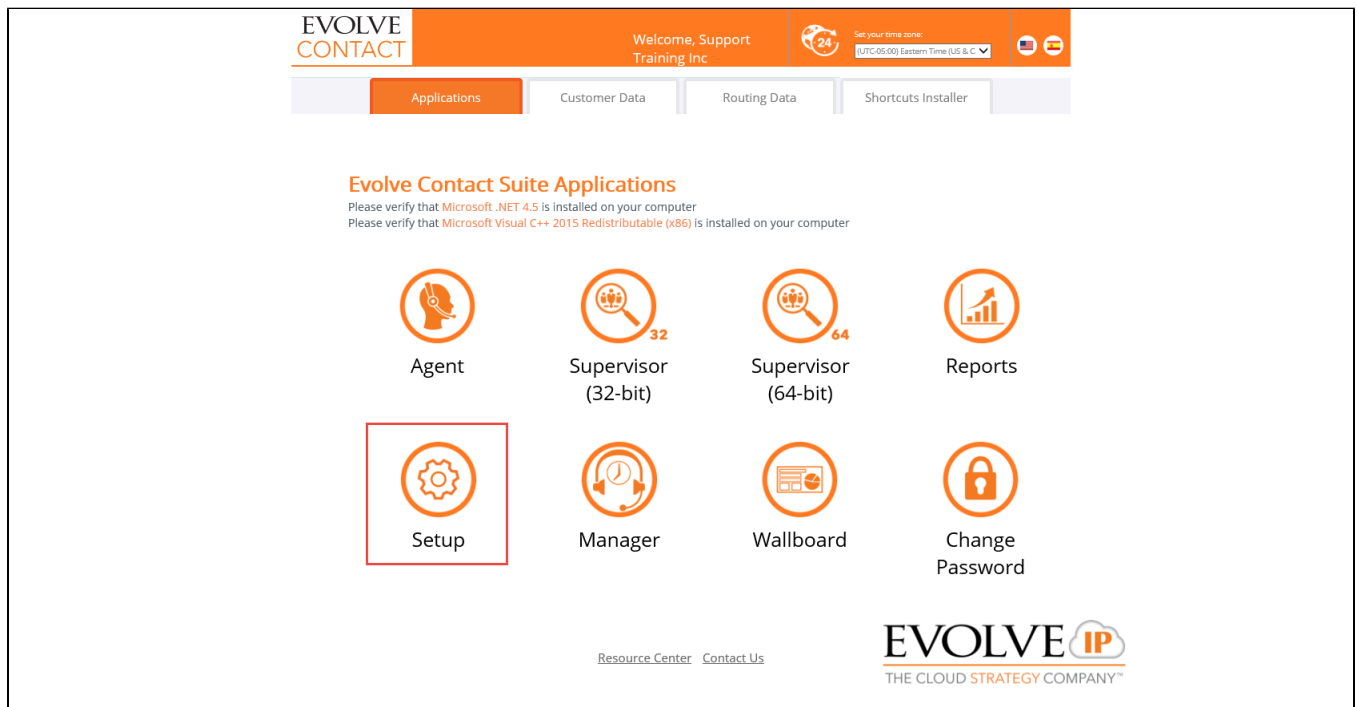 EVOLVE
CONTACT
Welcome, Support
Training Inc
24
Set your time zone:
(UTC-05:00) Eastern Time (US & C
Applications
Customer Data
Routing Data
Shortcuts Installer
Evolve Contact Suite Applications
Please verify that Microsoft .NET 4.5 is installed on your computer
Please verify that Microsoft Visual C++ 2015 Redistributable (x86) is installed on your computer
32
64
Agent
Supervisor
(32-bit)
Supervisor
(64-bit)
Reports
Setup
Manager
Wallboard
Change
Password
Resource Center Contact Us
EVOLVE IP
THE CLOUD STRATEGY COMPANY™